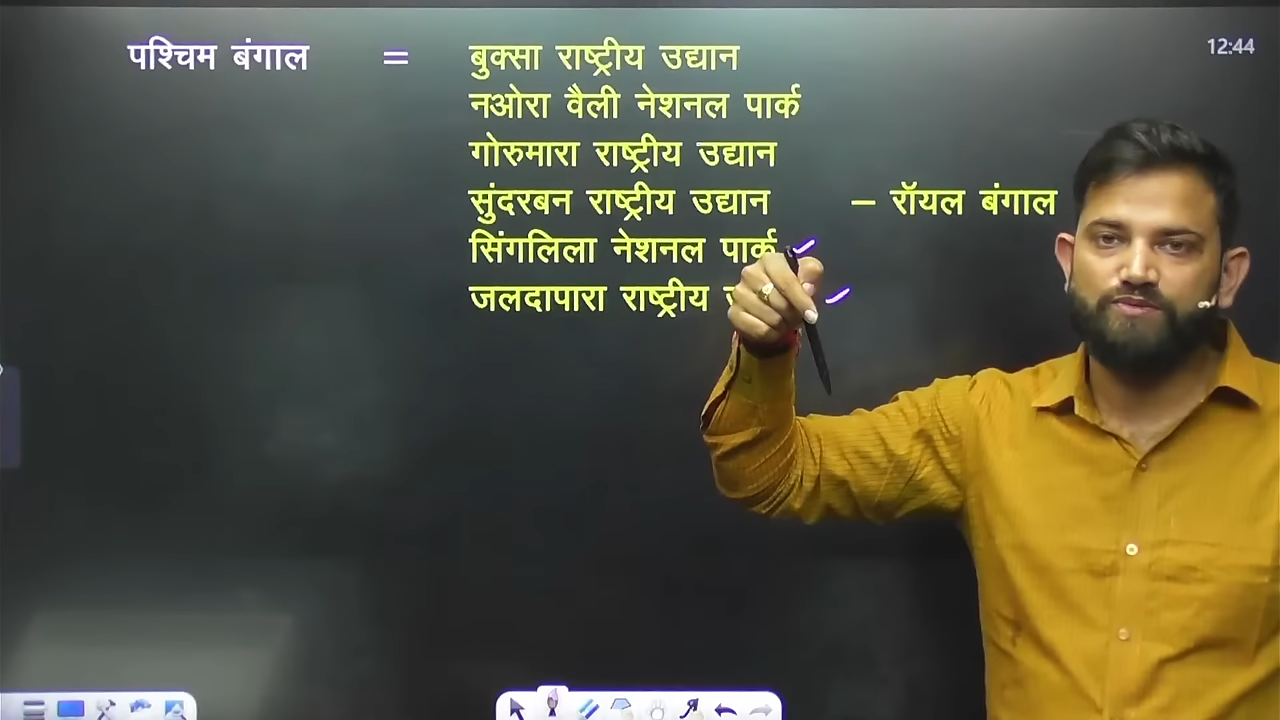 पश्चिम बंगाल = बुक्सा राष्ट्रीय उद्यान
12:44
नओरा वैली नेशनल पार्क
गोरुमारा राष्ट्रीय उद्यान
सुंदरबन राष्ट्रीय उद्यान – रॉयल बंगाल
सिंगलिला नेशनल पार्क
जलदापारा राष्ट्रीय